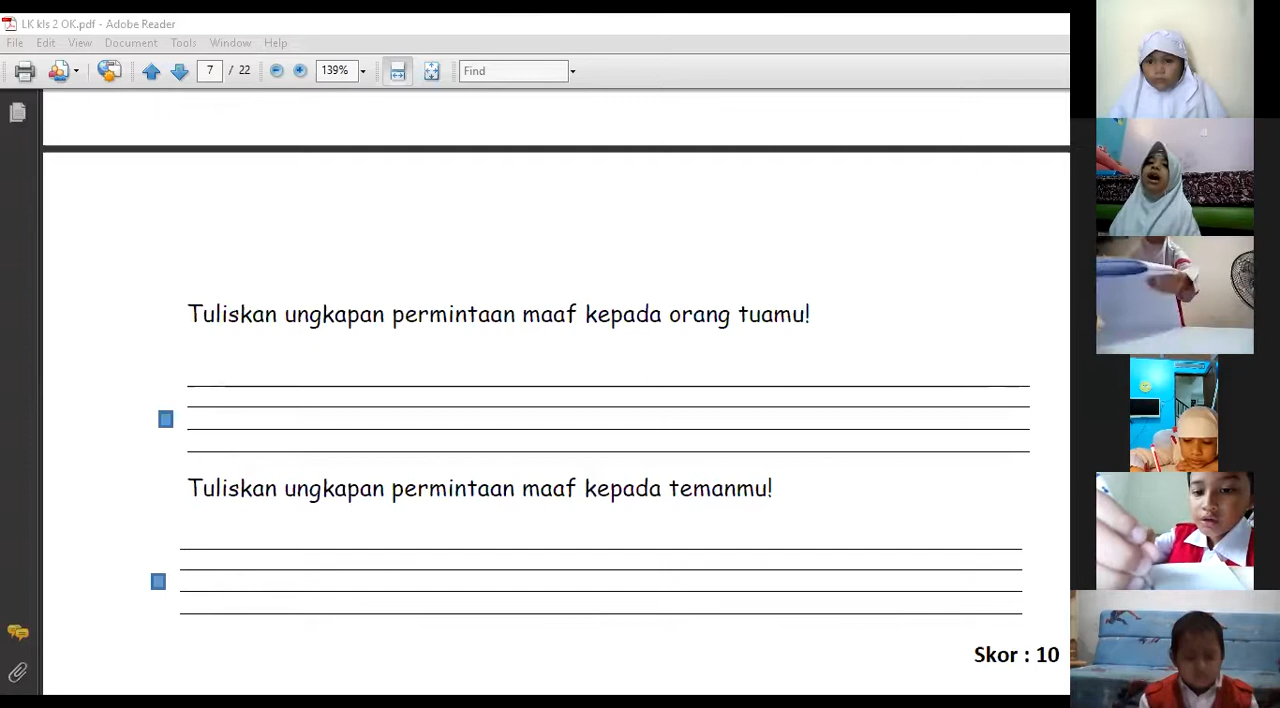 LK kls 2 OK.pdf - Adobe Reader
File Edit View Document Tools Window Help
7 / 22 139% Find
Tuliskan ungkapan permintaan maaf kepada orang tuamu!
Tuliskan ungkapan permintaan maaf kepada temanmu!
Skor : 10